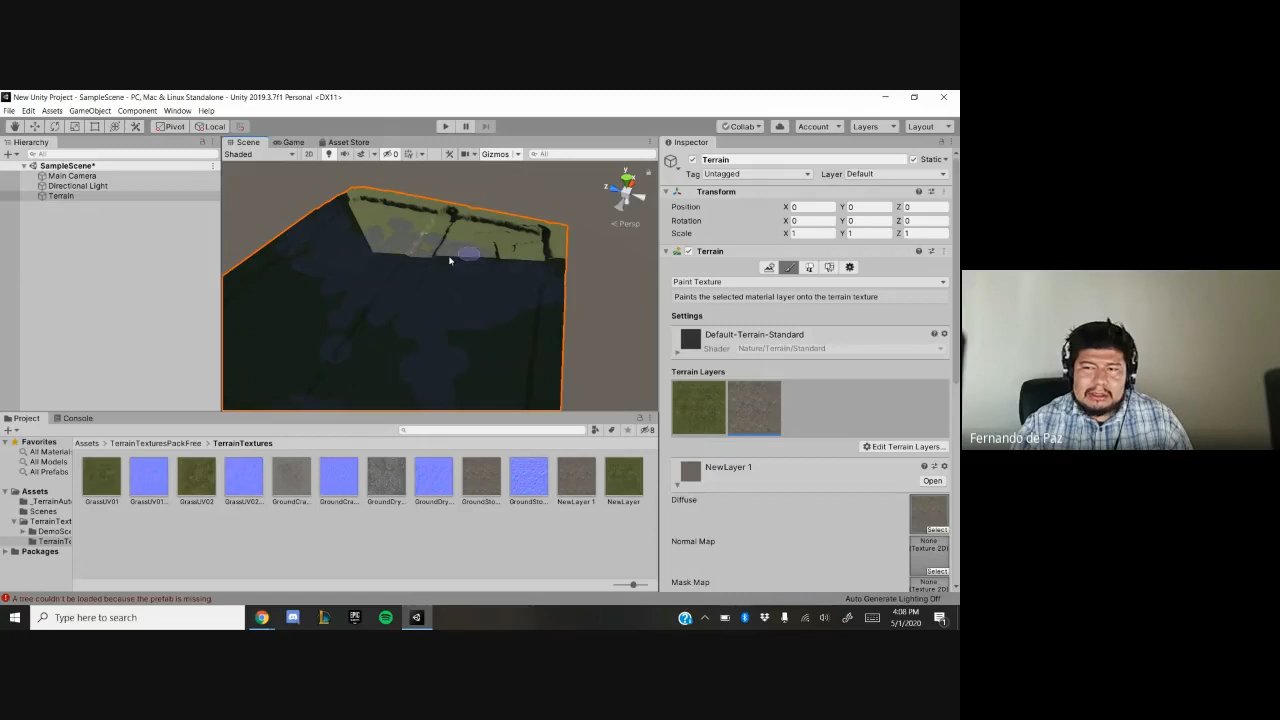 New Unity Project - SampleScene - PC, Mac & Linux Standalone - Unity 2019.3.7f1 Personal <DX11>
File Edit Assets GameObject Component Window Help
Pivot Local Collab Account Layers Layout
Hierarchy
All
SampleScene*
Main Camera
Directional Light
Terrain
Scene Game Asset Store
Shaded 2D 0 Gizmos All
y
z
Persp
Inspector
Terrain Static
Tag Untagged Layer Default
Transform
Position X 0 Y 0 Z 0
Rotation X 0 Y 0 Z 0
Scale X 1 Y 1 Z 1
Terrain
Paint Texture
Paints the selected material layer onto the terrain texture
Settings
Default-Terrain-Standard
Shader Nature/Terrain/Standard
Terrain Layers
Edit Terrain Layers...
NewLayer 1
Open
Diffuse
Select
Normal Map
None
(Texture 2D)
Select
Mask Map
None
(Texture 2D)
Project Console
8
Favorites
All Material
All Models
All Prefabs
Assets
_TerrainAut
Scenes
TerrainText
DemoSce
TerrainTe
Packages
Assets TerrainTexturesPackFree TerrainTextures
GrassUV01 GrassUV01... GrassUV02 GrassUV02... GroundCra... GroundCra... GroundDry... GroundDry... GroundSto... GroundSto... NewLayer 1 NewLayer
A tree couldn't be loaded because the prefab is missing.
Auto Generate Lighting Off
Type here to search
4:08 PM
5/1/2020
Fernando de Paz